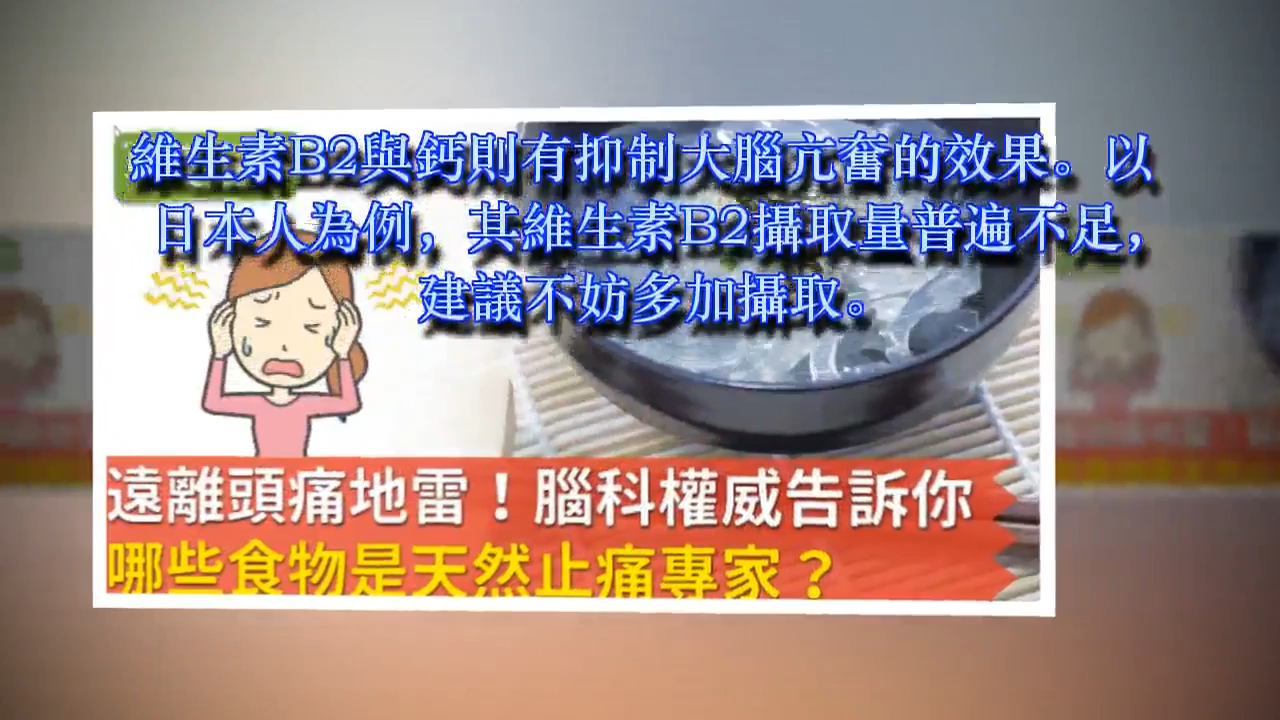 維生素B2與鈣則有抑制大腦亢奮的效果。以
日本人為例，其維生素B2攝取量普遍不足，
建議不妨多加攝取。
遠離頭痛地雷！腦科權威告訴你
哪些食物是天然止痛專家？